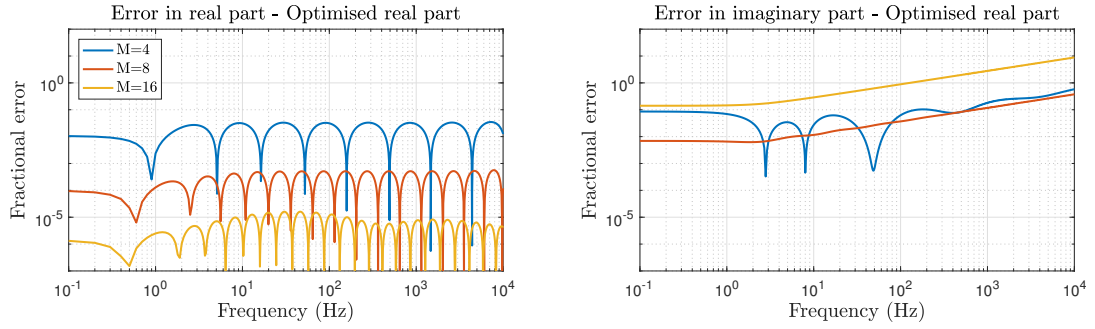 Error in real part - Optimised real part
Fractional error
10^0
10^-5
M=4
M=8
M=16
10^-1 10^0 10^1 10^2 10^3 10^4
Frequency (Hz)
Error in imaginary part - Optimised real part
Fractional error
10^0
10^-5
10^-1 10^0 10^1 10^2 10^3 10^4
Frequency (Hz)